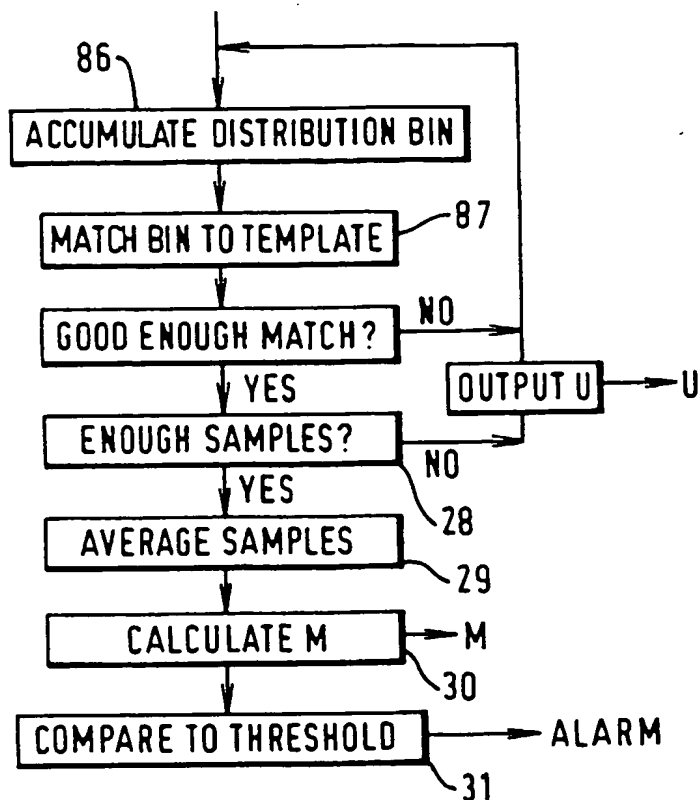 86
ACCUMULATE DISTRIBUTION BIN
MATCH BIN TO TEMPLATE
87
GOOD ENOUGH MATCH?
NO
YES
OUTPUT U
U
ENOUGH SAMPLES?
NO
28
YES
AVERAGE SAMPLES
29
CALCULATE M
M
30
COMPARE TO THRESHOLD
ALARM
31